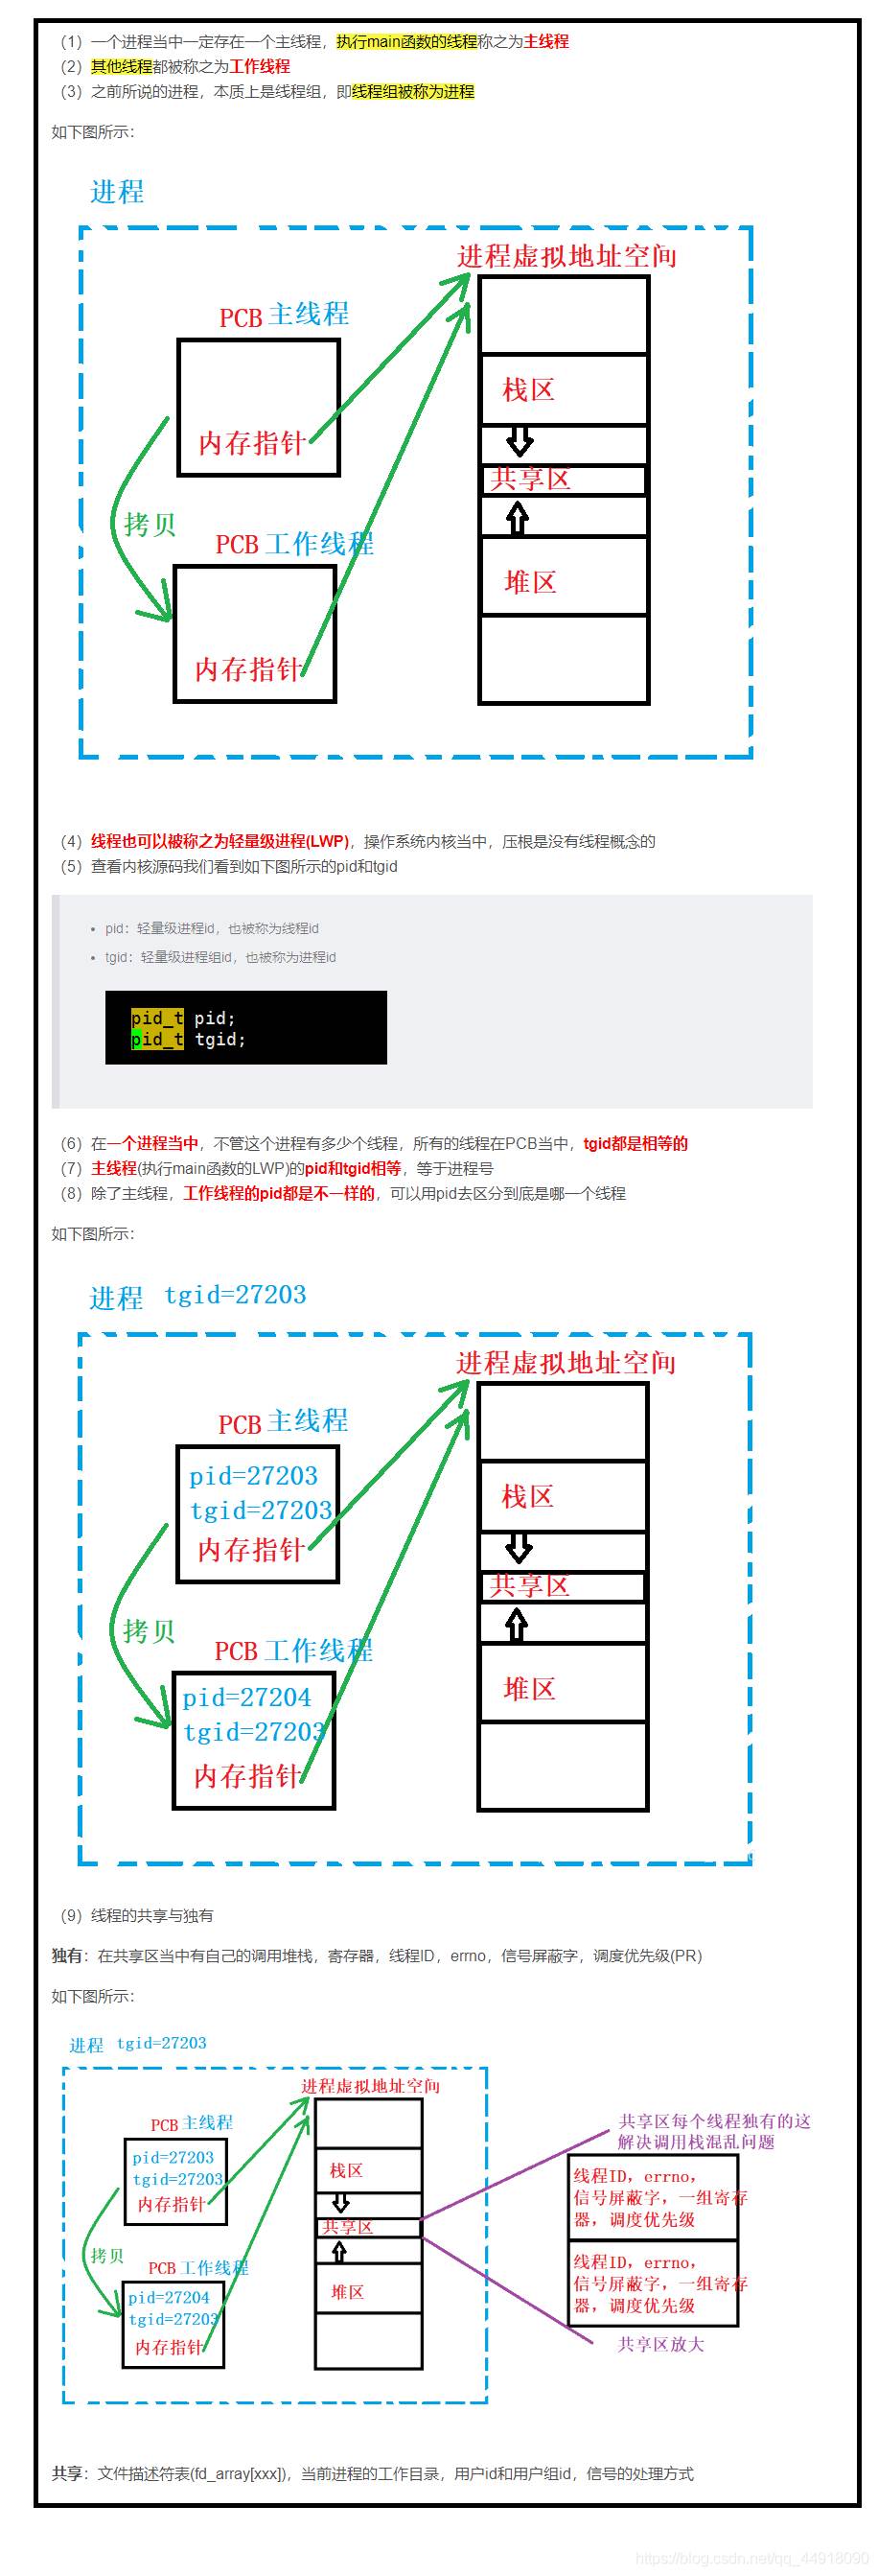 （1）一个进程当中一定存在一个主线程，执行main函数的线程称之为主线程
（2）其他线程都被称之为工作线程
（3）之前所说的进程，本质上是线程组，即线程组被称为进程
如下图所示：
进程
进程虚拟地址空间
PCB 主线程
内存指针
栈区
共享区
拷贝
PCB 工作线程
堆区
内存指针
（4）线程也可以被称之为轻量级进程(LWP)，操作系统内核当中，压根是没有线程概念的
（5）查看内核源码我们看到如下图所示的pid和tgid
• pid：轻量级进程id，也被称为线程id
• tgid：轻量级进程组id，也被称为进程id
pid_t pid;
pid_t tgid;
（6）在一个进程当中，不管这个进程有多少个线程，所有的线程在PCB当中，tgid都是相等的
（7）主线程(执行main函数的LWP)的pid和tgid相等，等于进程号
（8）除了主线程，工作线程的pid都是不一样的，可以用pid去区分到底是哪一个线程
如下图所示：
进程 tgid=27203
进程虚拟地址空间
PCB 主线程
pid=27203
tgid=27203
内存指针
栈区
共享区
拷贝
PCB 工作线程
pid=27204
tgid=27203
内存指针
堆区
（9）线程的共享与独有
独有：在共享区当中有自己的调用堆栈，寄存器，线程ID，errno，信号屏蔽字，调度优先级(PR)
如下图所示：
进程 tgid=27203
进程虚拟地址空间
PCB 主线程
pid=27203
tgid=27203
内存指针
栈区
共享区
拷贝
PCB 工作线程
pid=27204
tgid=27203
内存指针
堆区
共享区每个线程独有的这
解决调用栈混乱问题
线程ID，errno，
信号屏蔽字，一组寄存
器，调度优先级
线程ID，errno，
信号屏蔽字，一组寄存
器，调度优先级
共享区放大
共享：文件描述符表(fd_array[xxx])，当前进程的工作目录，用户id和用户组id，信号的处理方式
https://blog.csdn.net/qq_44918090